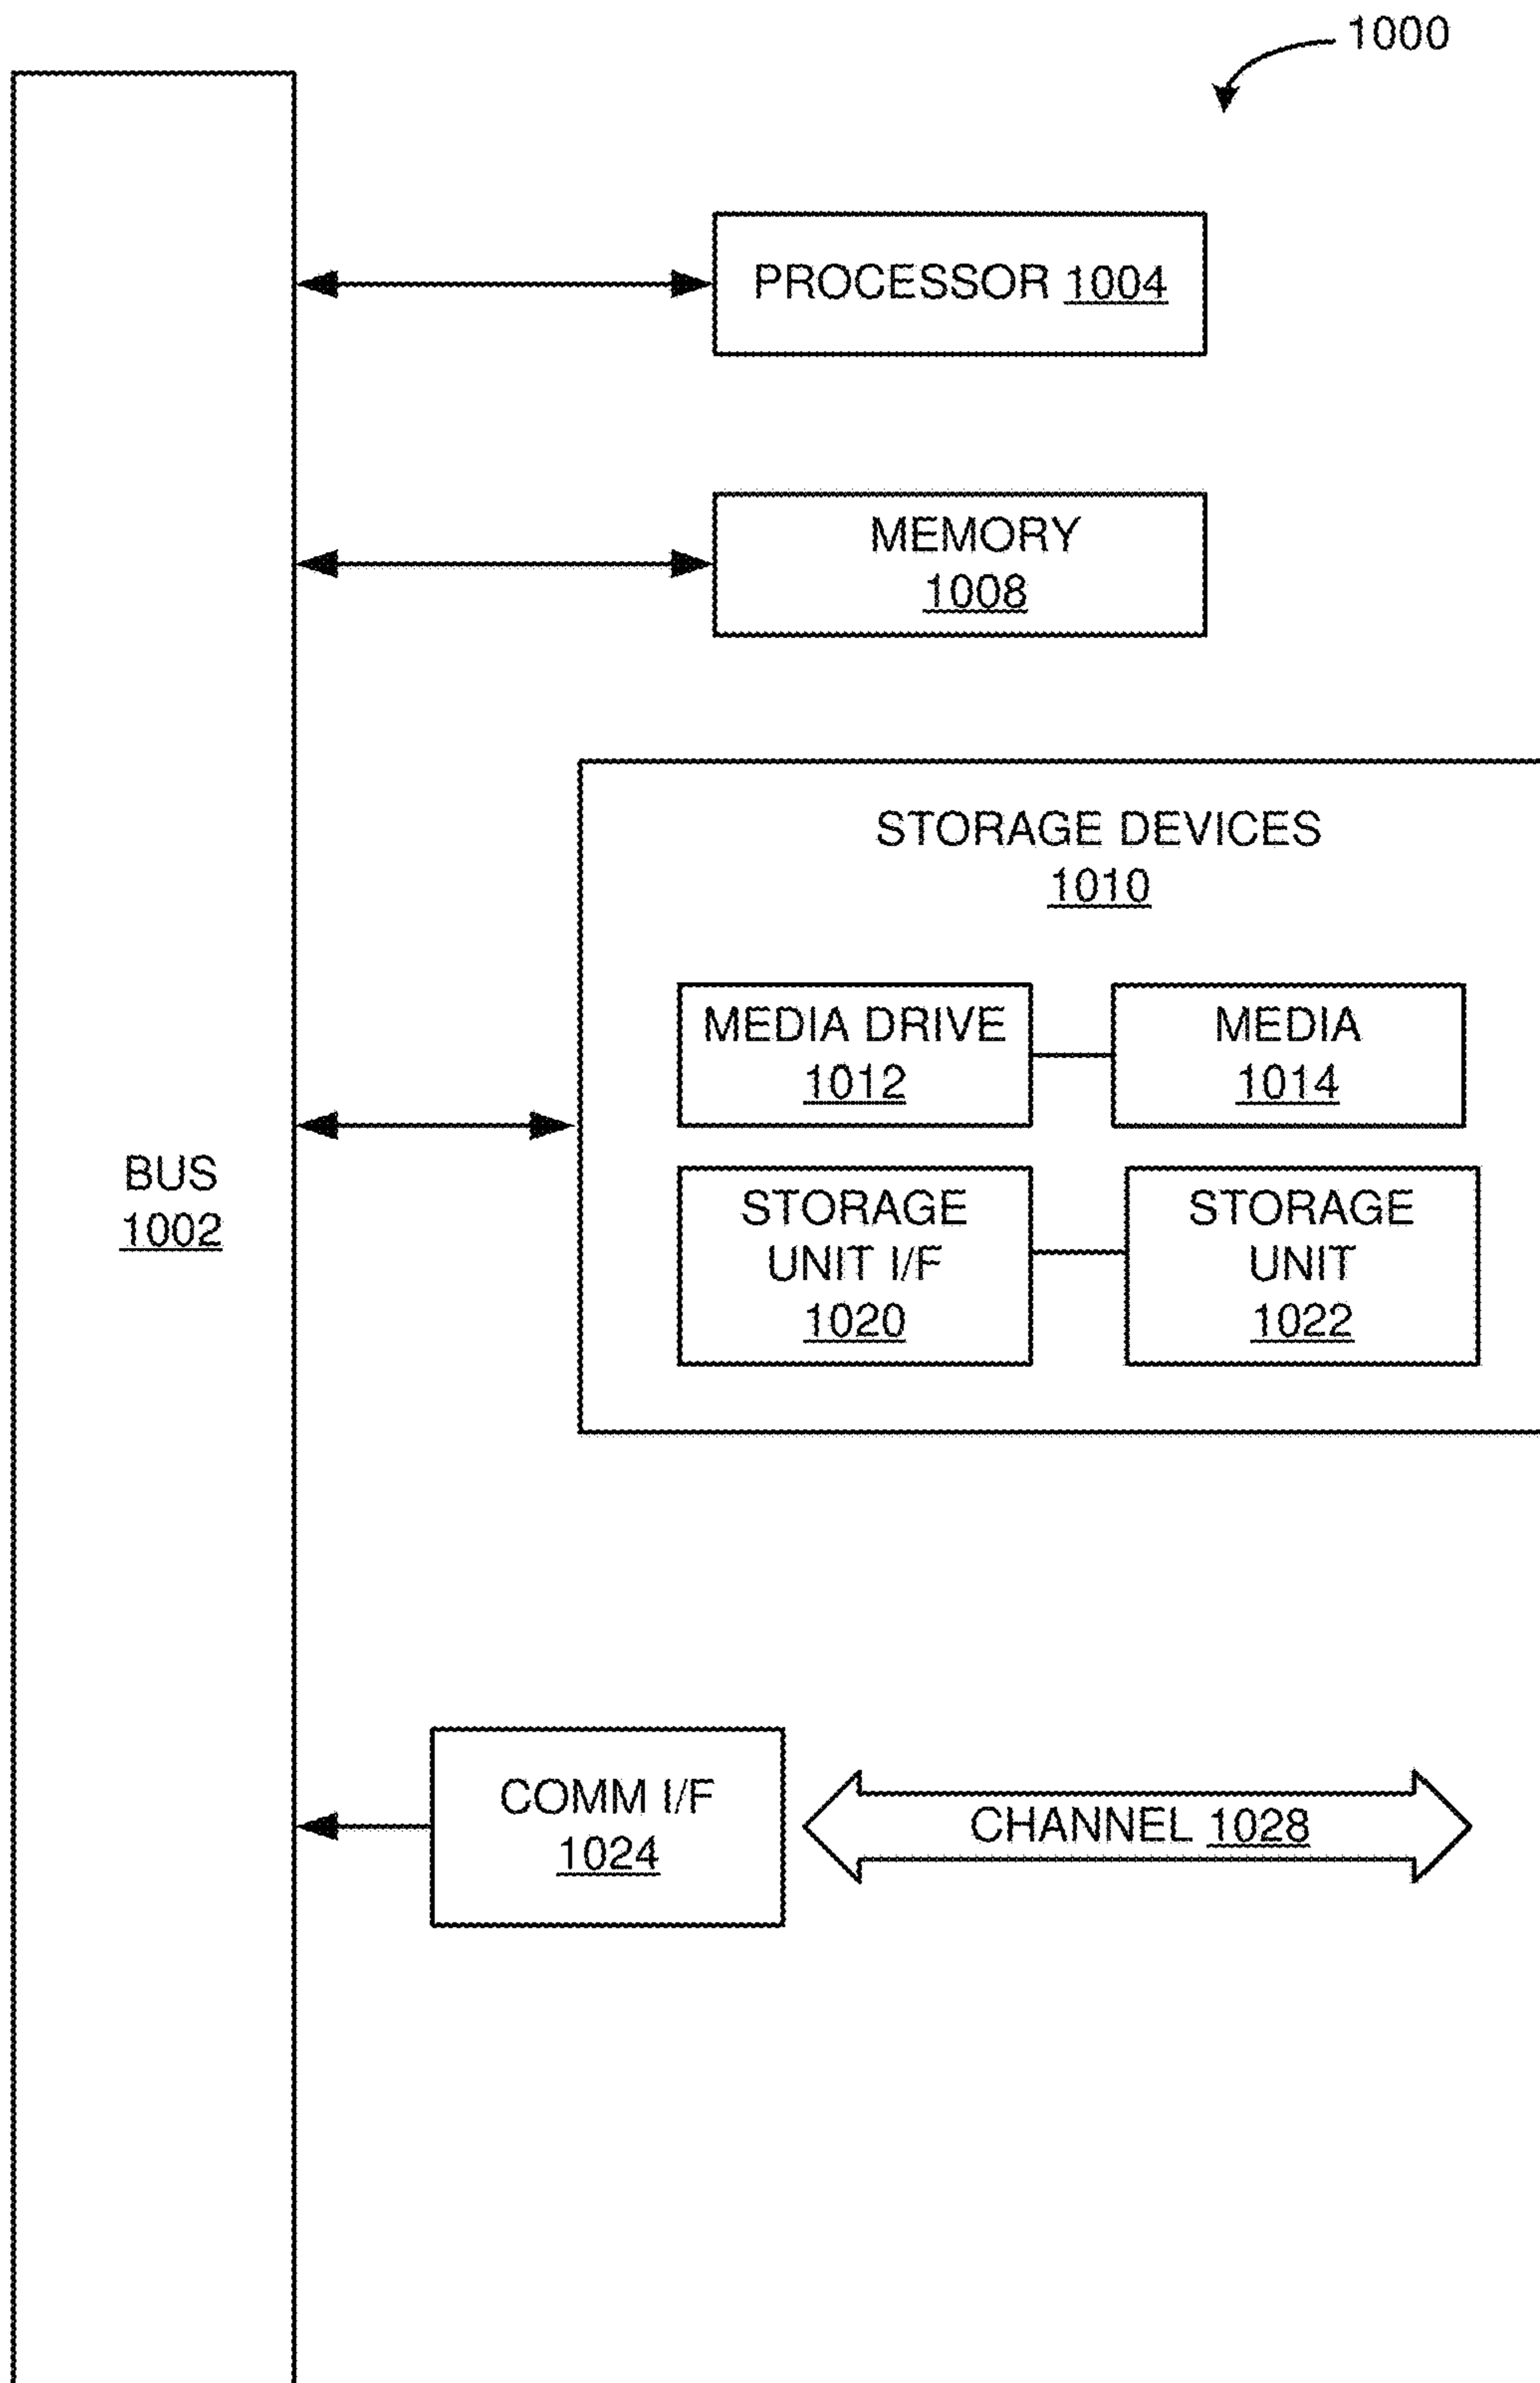 1000
PROCESSOR 1004
MEMORY
1008
STORAGE DEVICES
1010
MEDIA DRIVE
1012
MEDIA
1014
BUS
1002
STORAGE
UNIT I/F
1020
STORAGE
UNIT
1022
COMM I/F
1024
CHANNEL 1028